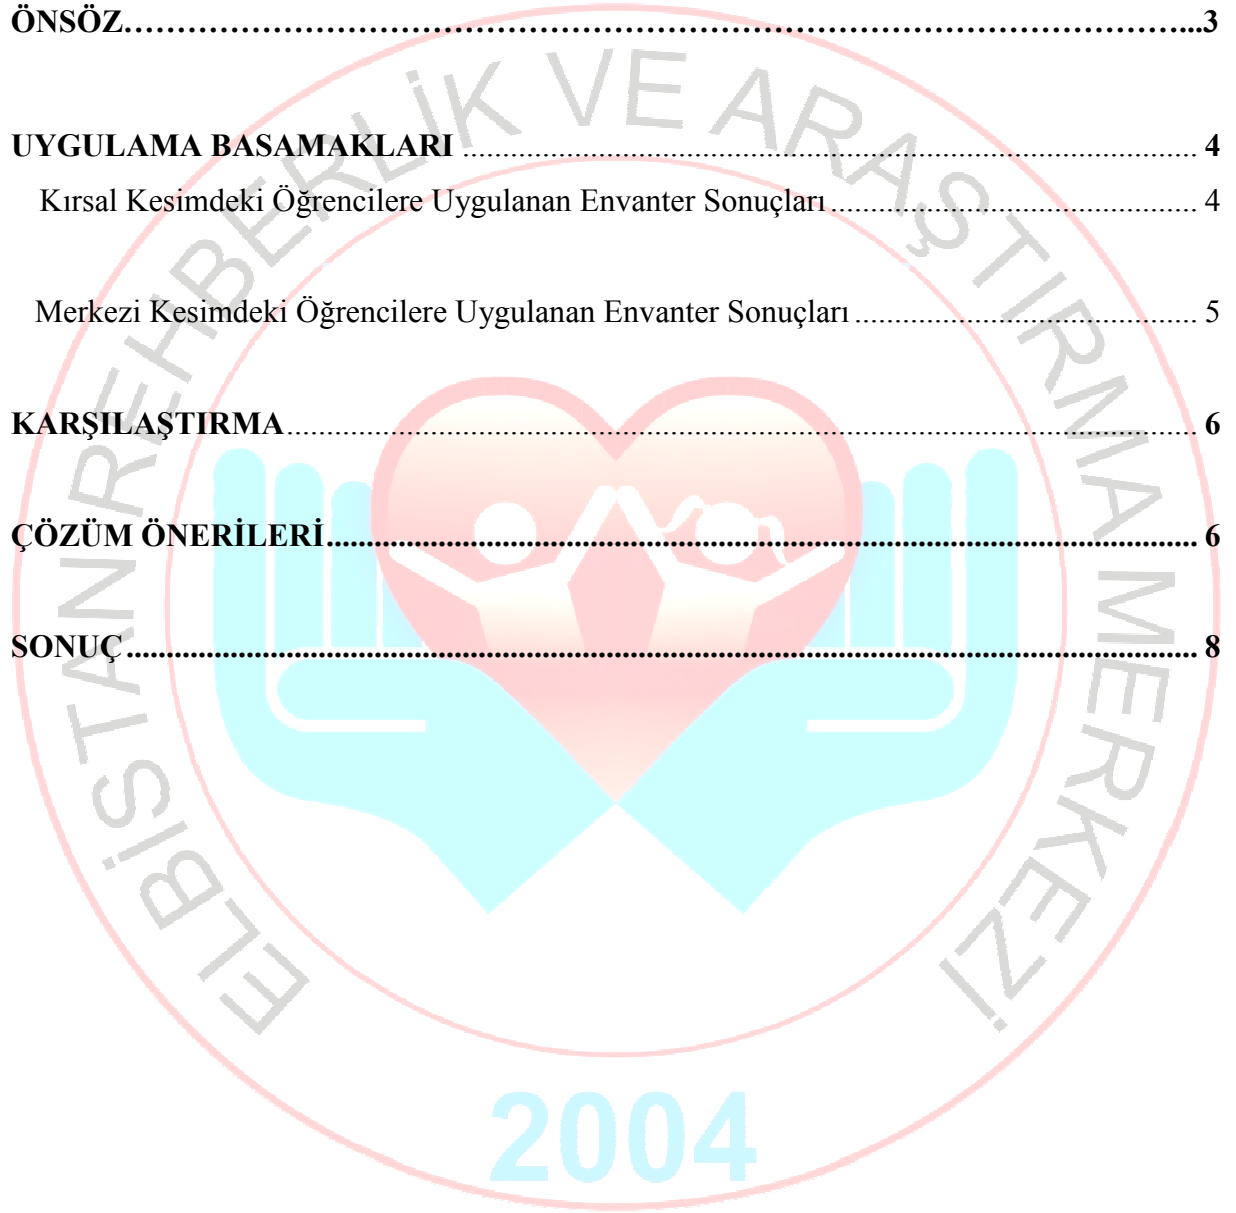 ÖNSÖZ……………………………………………………………………………………...3
UYGULAMA BASAMAKLARI ........................................................................................... 4
Kırsal Kesimdeki Öğrencilere Uygulanan Envanter Sonuçları ............................................. 4
Merkezi Kesimdeki Öğrencilere Uygulanan Envanter Sonuçları .......................................... 5
KARŞILAŞTIRMA ................................................................................................................ 6
ÇÖZÜM ÖNERİLERİ ............................................................................................................ 6
SONUÇ .................................................................................................................................... 8
ELBİSTAN REHBERLİK VE ARAŞTIRMA MERKEZİ
2004